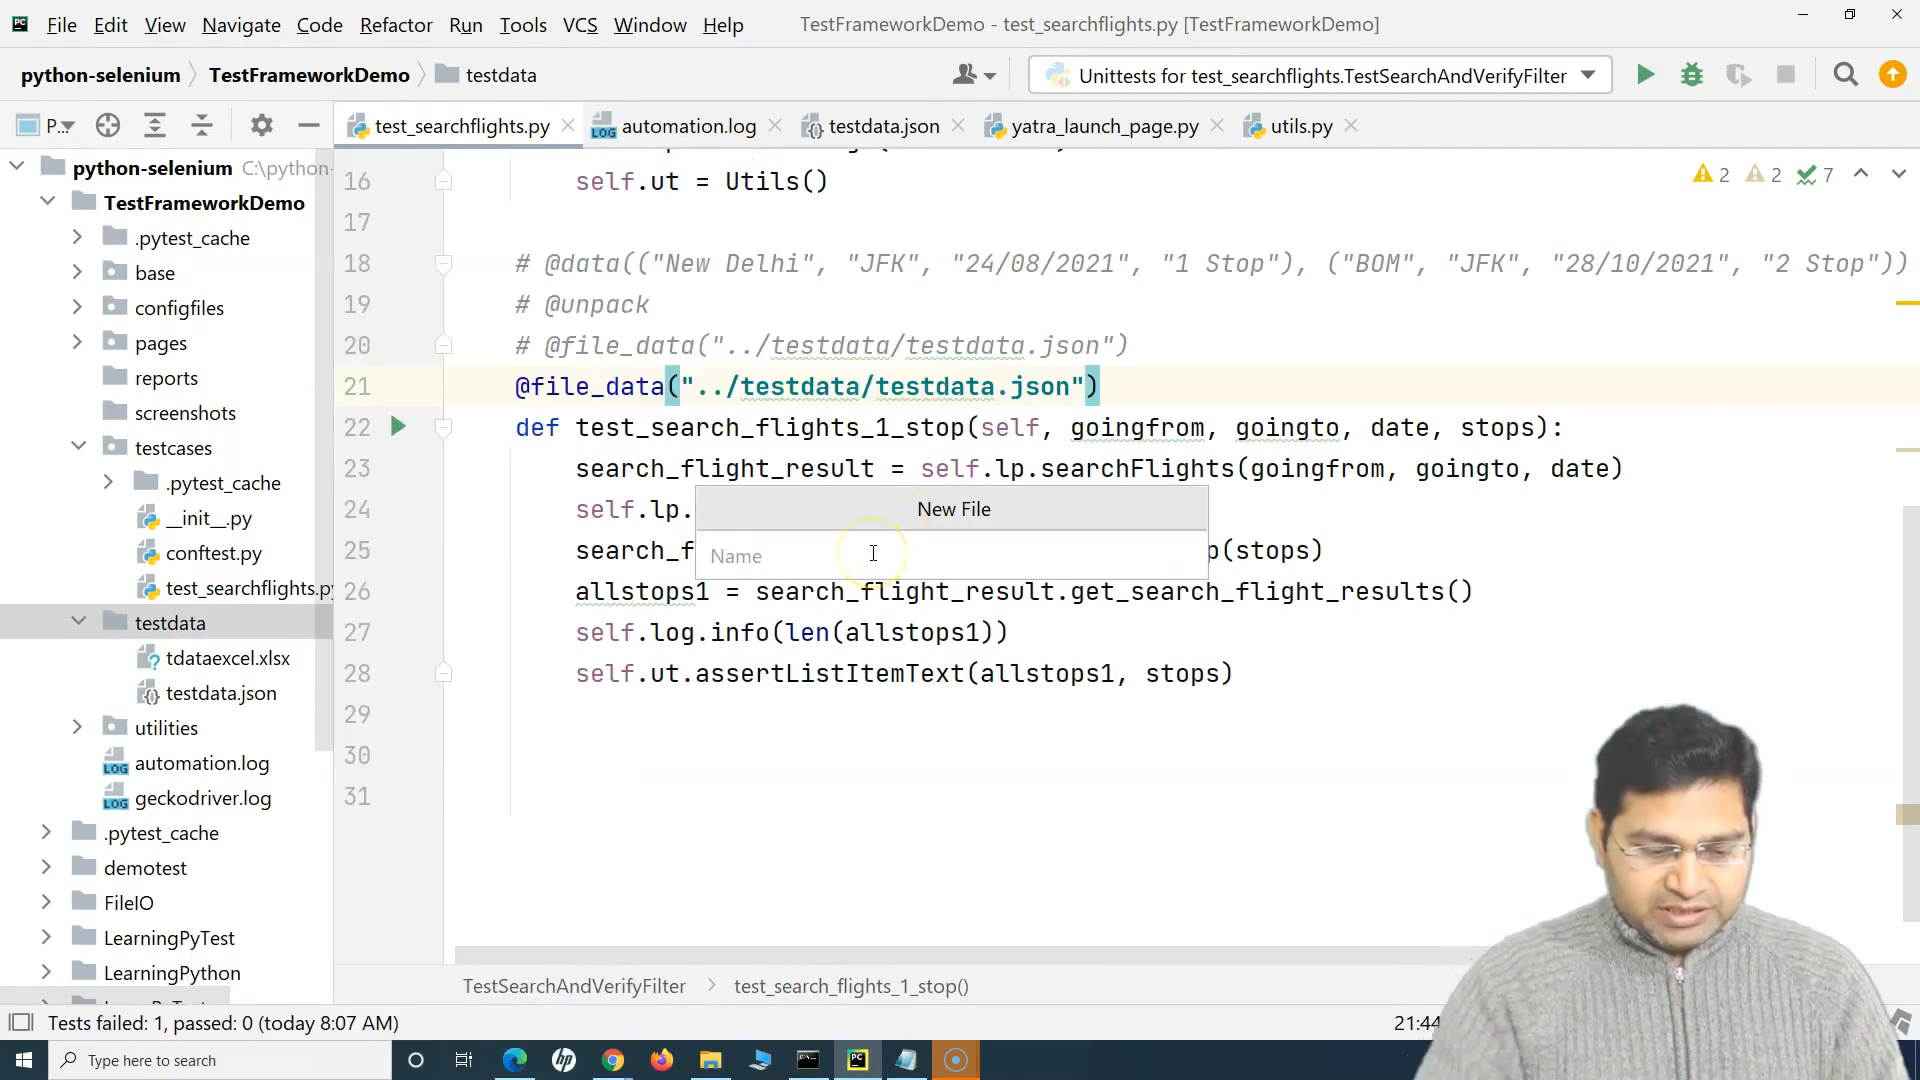 File Edit View Navigate Code Refactor Run Tools VCS Window Help TestFrameworkDemo - test_searchflights.py [TestFrameworkDemo]
python-selenium TestFrameworkDemo testdata Unittests for test_searchflights.TestSearchAndVerifyFilter
P... test_searchflights.py automation.log testdata.json yatra_launch_page.py utils.py
python-selenium C:\python-
TestFrameworkDemo
.pytest_cache
base
configfiles
pages
reports
screenshots
testcases
.pytest_cache
__init__.py
conftest.py
test_searchflights.py
testdata
tdataexcel.xlsx
testdata.json
utilities
automation.log
geckodriver.log
.pytest_cache
demotest
FileIO
LearningPyTest
LearningPython
2 2 7
16 self.ut = Utils()
17
18 # @data(("New Delhi", "JFK", "24/08/2021", "1 Stop"), ("BOM", "JFK", "28/10/2021", "2 Stop"))
19 # @unpack
20 # @file_data("../testdata/testdata.json")
21 @file_data("../testdata/testdata.json")
22 def test_search_flights_1_stop(self, goingfrom, goingto, date, stops):
23 search_flight_result = self.lp.searchFlights(goingfrom, goingto, date)
24 self.lp.
25 search_f p(stops)
26 allstops1 = search_flight_result.get_search_flight_results()
27 self.log.info(len(allstops1))
28 self.ut.assertListItemText(allstops1, stops)
29
30
31
New File
Name
TestSearchAndVerifyFilter test_search_flights_1_stop()
Tests failed: 1, passed: 0 (today 8:07 AM) 21:44
Type here to search